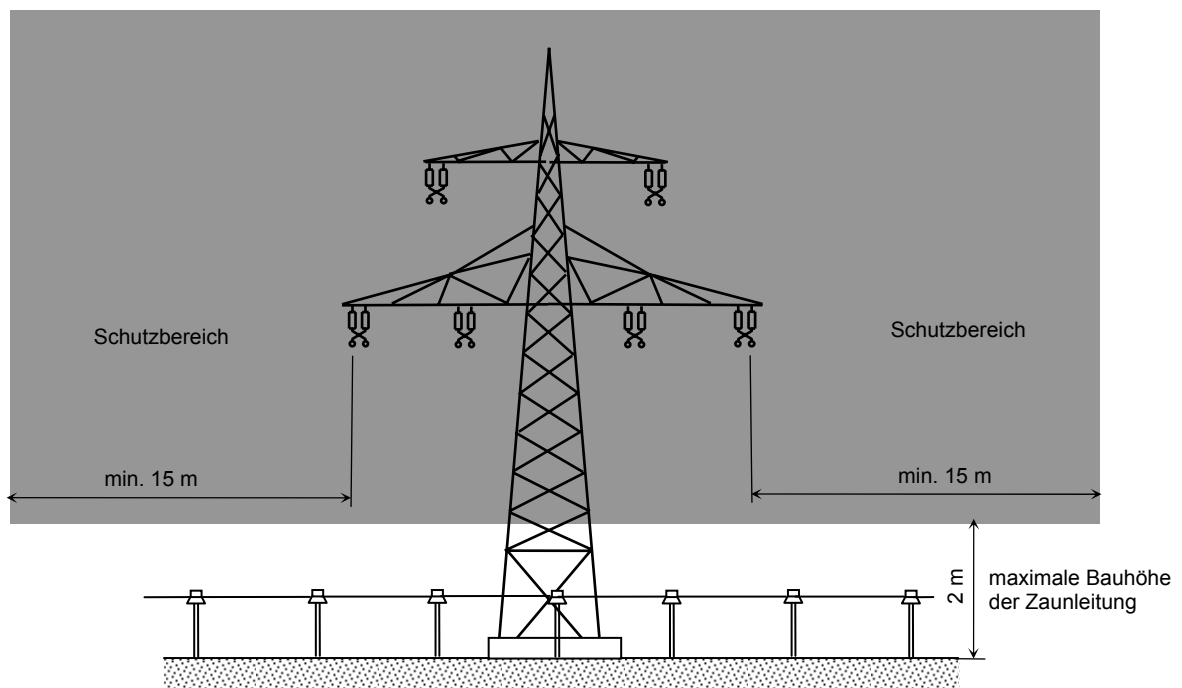 Schutzbereich
Schutzbereich
min. 15 m
min. 15 m
2 m
maximale Bauhöhe
der Zaunleitung